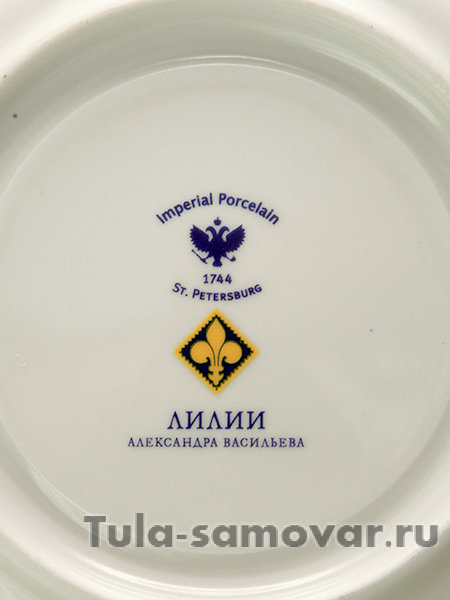 Imperial Porcelain
1744
St. Petersburg
ЛИЛИИ
АЛЕКСАНДРА ВАСИЛЬЕВА
Tula-samovar.ru